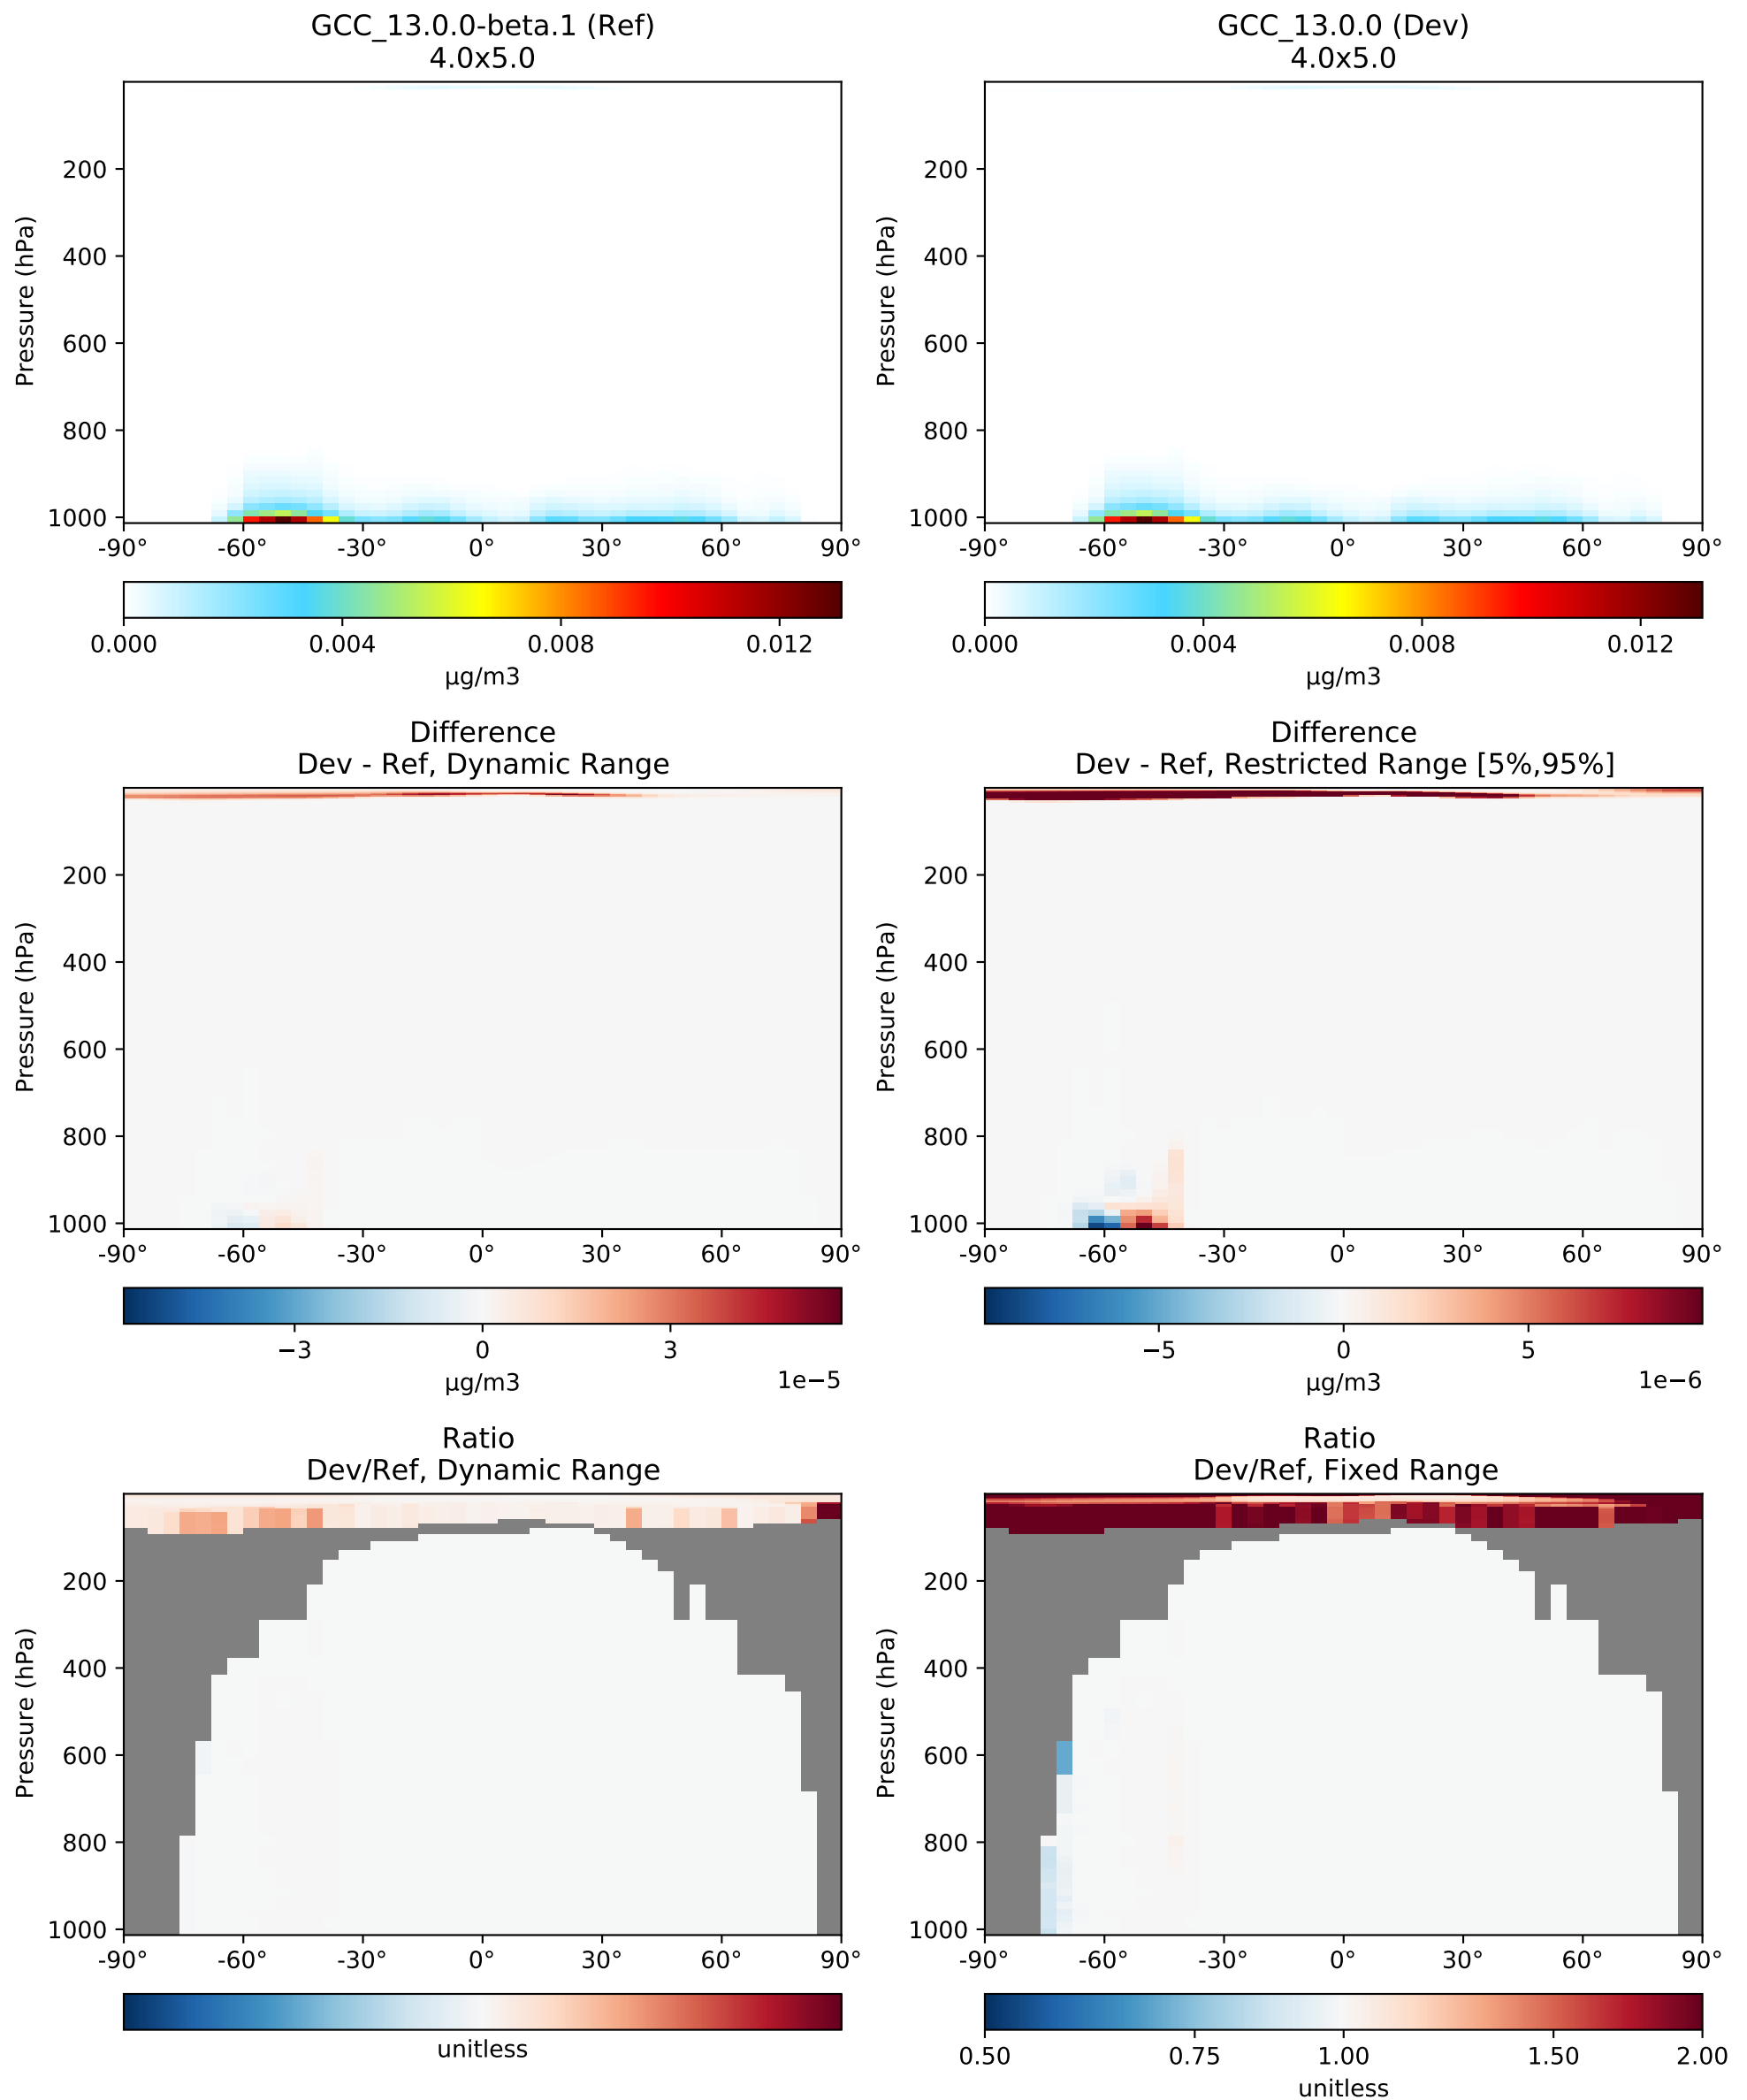 GCC_13.0.0-beta.1 (Ref)
4.0x5.0
Pressure (hPa)
200
400
600
800
1000
-90° -60° -30° 0° 30° 60° 90°
0.000 0.004 0.008 0.012
μg/m3
GCC_13.0.0 (Dev)
4.0x5.0
Pressure (hPa)
200
400
600
800
1000
-90° -60° -30° 0° 30° 60° 90°
0.000 0.004 0.008 0.012
μg/m3
Difference
Dev - Ref, Dynamic Range
Pressure (hPa)
200
400
600
800
1000
-90° -60° -30° 0° 30° 60° 90°
−3 0 3
μg/m3 1e−5
Difference
Dev - Ref, Restricted Range [5%,95%]
Pressure (hPa)
200
400
600
800
1000
-90° -60° -30° 0° 30° 60° 90°
−5 0 5
μg/m3 1e−6
Ratio
Dev/Ref, Dynamic Range
Pressure (hPa)
200
400
600
800
1000
-90° -60° -30° 0° 30° 60° 90°
unitless
Ratio
Dev/Ref, Fixed Range
Pressure (hPa)
200
400
600
800
1000
-90° -60° -30° 0° 30° 60° 90°
0.50 0.75 1.00 1.50 2.00
unitless